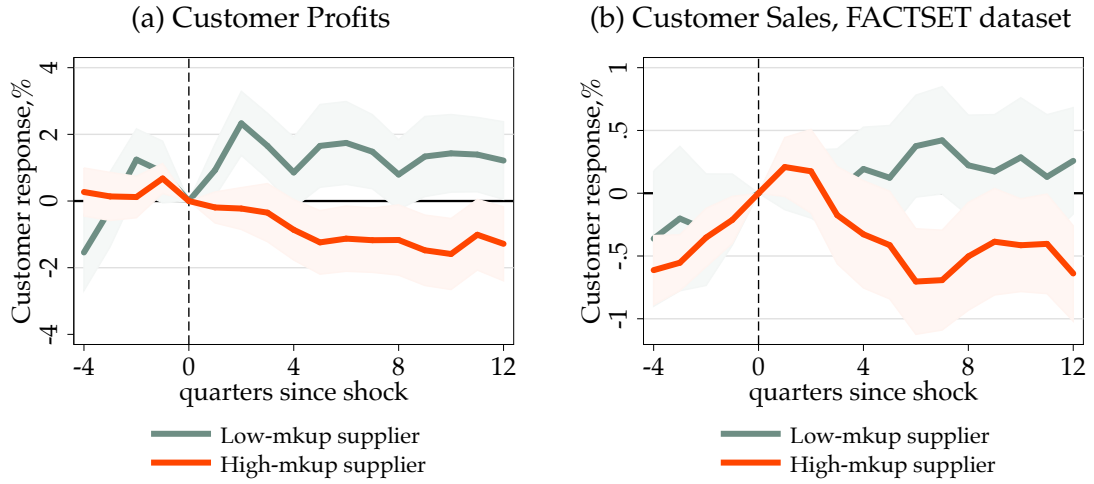 (a) Customer Profits
Customer response,%
4
2
0
2
-4
-4 0 4 8 12
quarters since shock
Low-mkup supplier
High-mkup supplier
(b) Customer Sales, FACTSET dataset
Customer response,%
1
.5
0
-.5
-1
-4 0 4 8 12
quarters since shock
Low-mkup supplier
High-mkup supplier